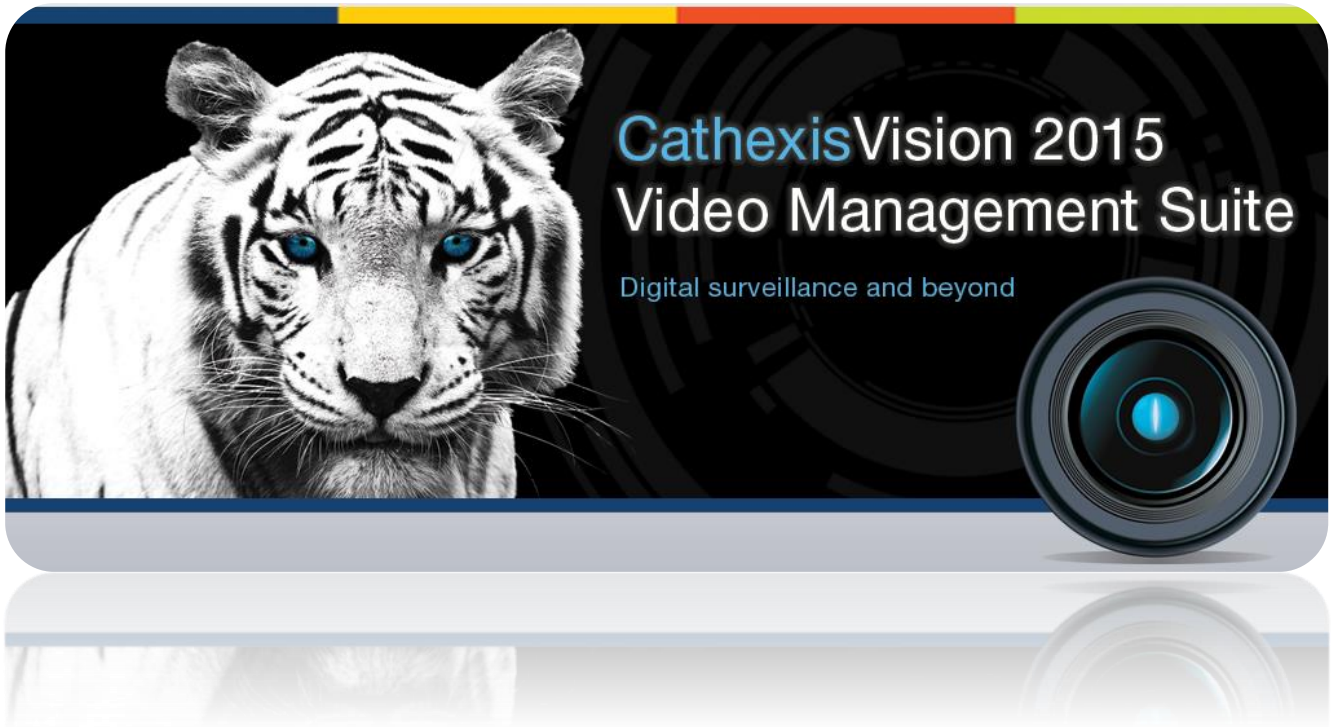 CathexisVision 2015
Video Management Suite
Digital surveillance and beyond